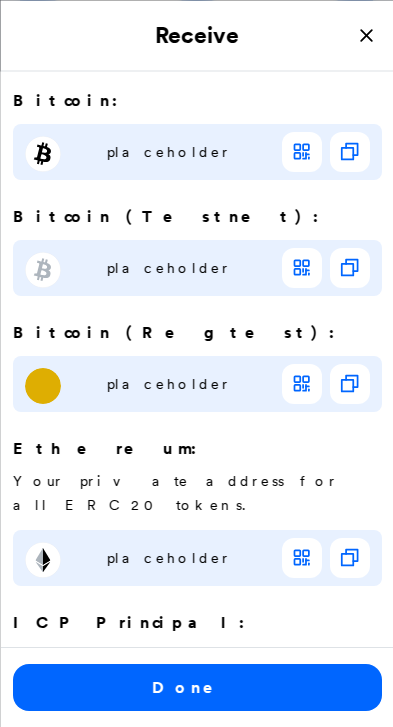 Receive
Bitcoin:
placeholder
Bitcoin (Testnet):
placeholder
Bitcoin (Regtest):
placeholder
Ethereum:
Your private address for
all ERC20 tokens.
placeholder
ICP Principal:
Done